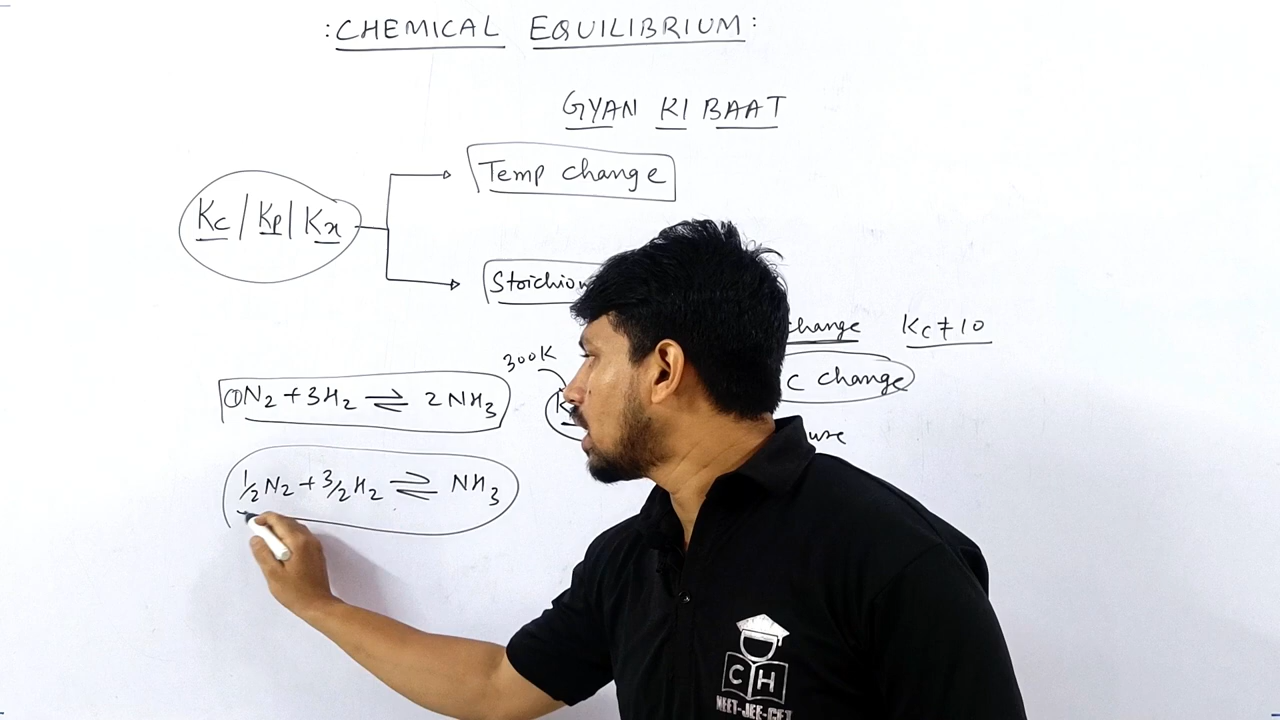 : CHEMICAL EQUILIBRIUM :
GYAN KI BAAT
Temp change
Kc / Kp / Kx
change Kc ≠ 10
300K
C change
①N₂ + 3H₂ ⇌ 2NH₃
½N₂ + 3/2H₂ ⇌ NH₃
C H
NEET-JEE-CET